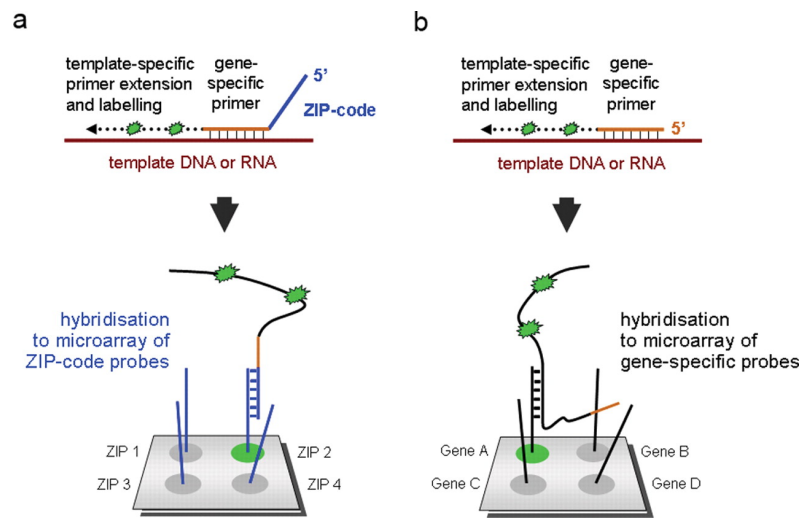 a
template-specific
primer extension
and labelling
gene-
specific
primer
5’
ZIP-code
template DNA or RNA
hybridisation
to microarray of
ZIP-code probes
ZIP 1
ZIP 2
ZIP 3
ZIP 4
b
template-specific
primer extension
and labelling
gene-
specific
primer
5’
template DNA or RNA
hybridisation
to microarray of
gene-specific probes
Gene A
Gene B
Gene C
Gene D